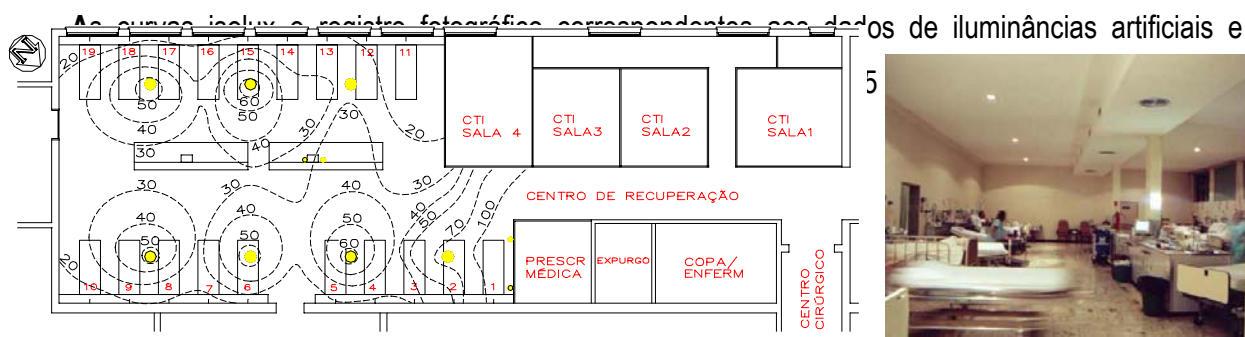 As curvas isolux e registro fotográfico correspondentes aos dados de iluminâncias artificiais e
5
N
19 18 17 16 15 14 13 12 11
20 20
50 60 30
40 50 20
40 40 30
30
CTI
SALA 4
CTI
SALA3
CTI
SALA2
CTI
SALA1
30 30 40 30
40 40 50 40 50 70 100
50 50 60
20
CENTRO DE RECUPERAÇÃO
10 9 8 7 6 5 4 3 2 1
PRESCR
MÉDICA
EXPURGO
COPA/
ENFERM
CENTRO
CIRÚRGICO